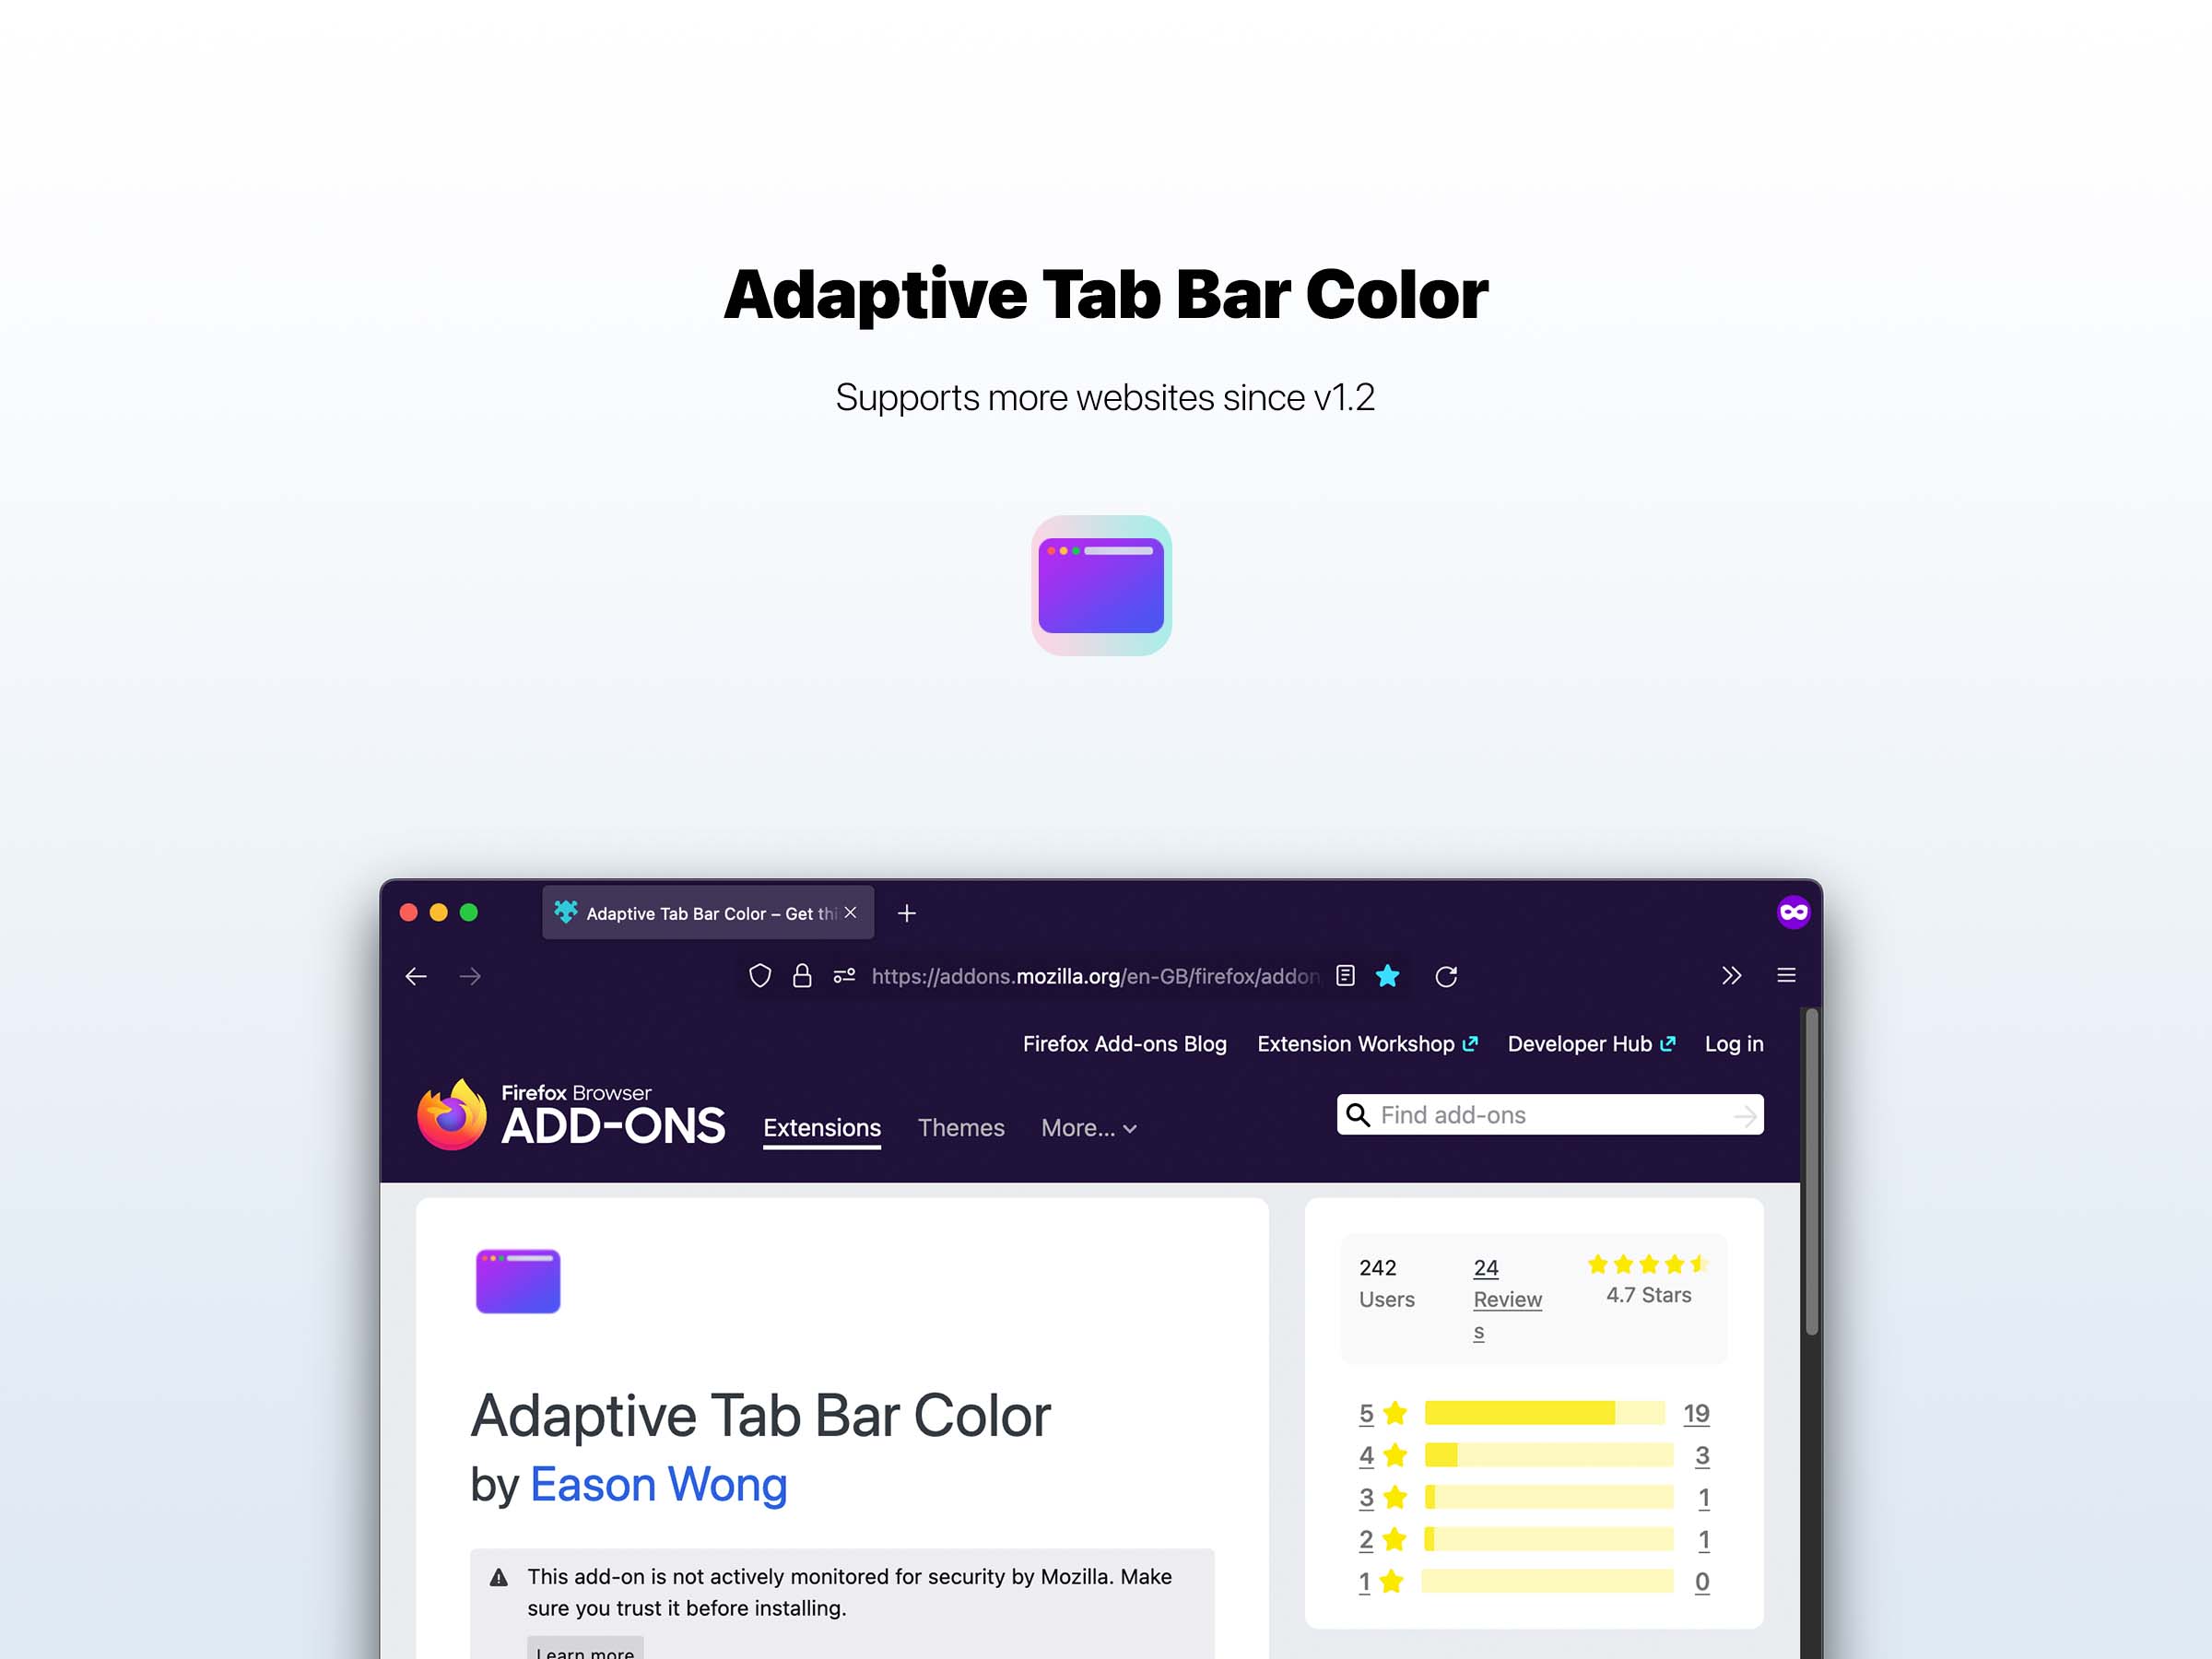 Adaptive Tab Bar Color
Supports more websites since v1.2
Adaptive Tab Bar Color – Get thi
https://addons.mozilla.org/en-GB/firefox/addon
Firefox Add-ons Blog
Extension Workshop
Developer Hub
Log in
Firefox Browser
ADD-ONS
Extensions
Themes
More...
Find add-ons
Adaptive Tab Bar Color
by Eason Wong
This add-on is not actively monitored for security by Mozilla. Make
sure you trust it before installing.
Learn more
242
Users
24
Review
s
4.7 Stars
5 19
4 3
3 1
2 1
1 0